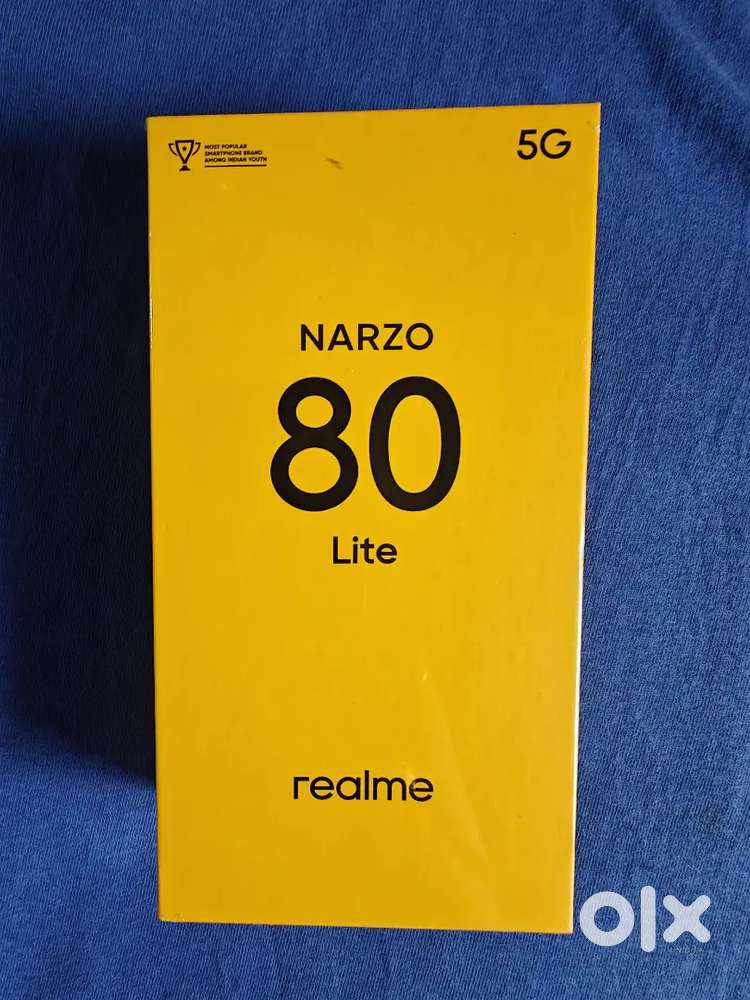 MOST POPULAR
SMARTPHONE BRAND
AMONG INDIAN YOUTH
5G
NARZO
80
Lite
realme
olx